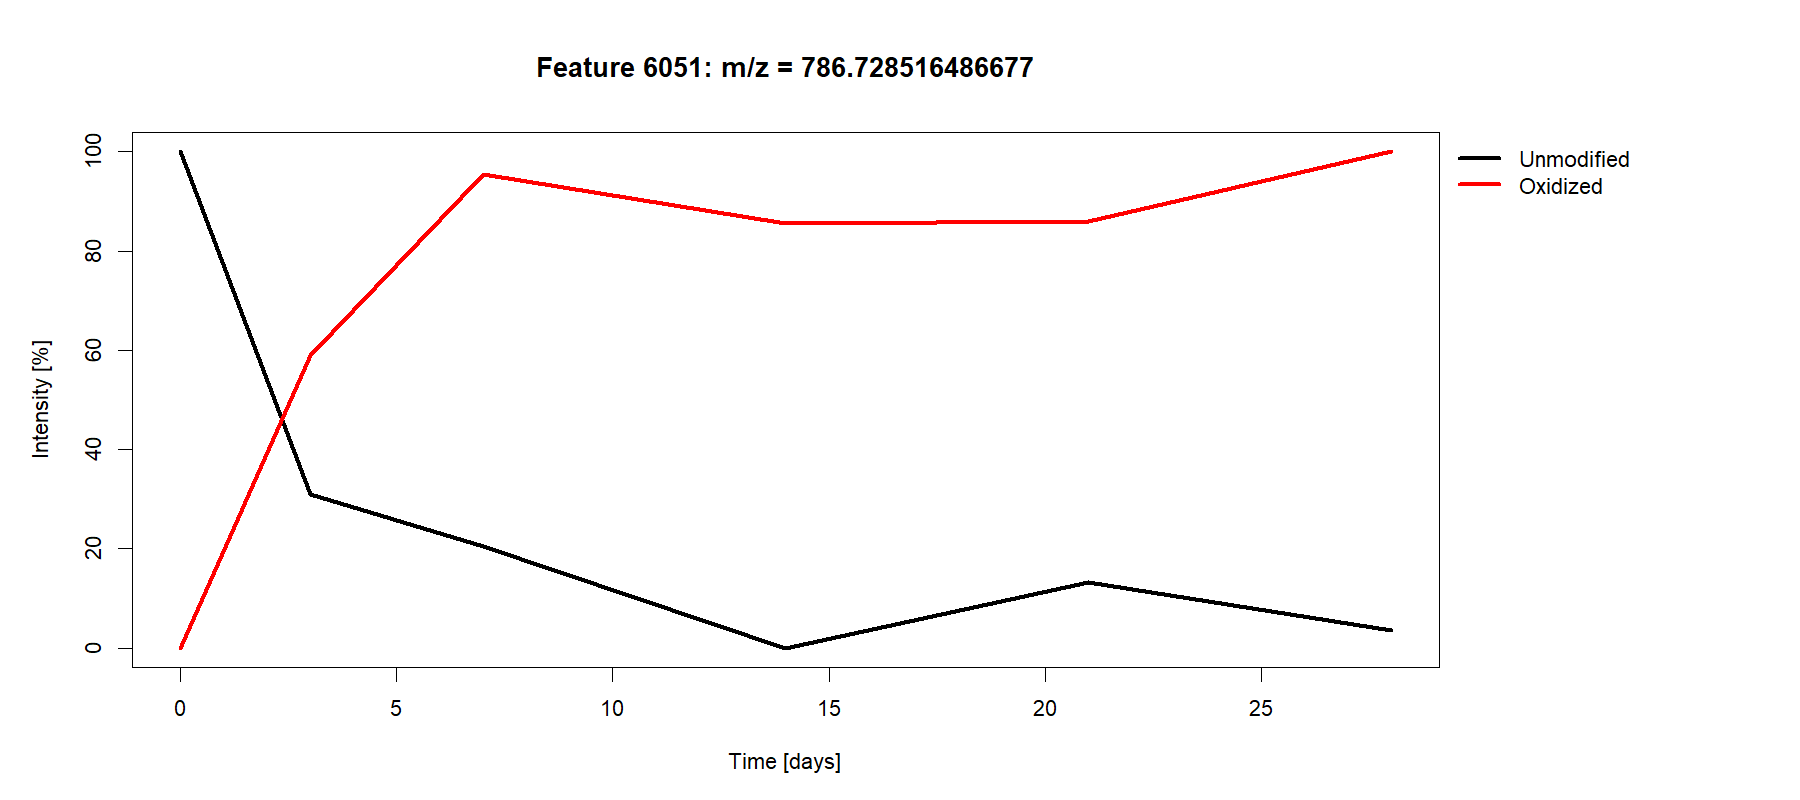 Feature 6051: m/z = 786.728516486677
Unmodified
Oxidized
Intensity [%]
100
80
60
40
20
0
0 5 10 15 20 25
Time [days]